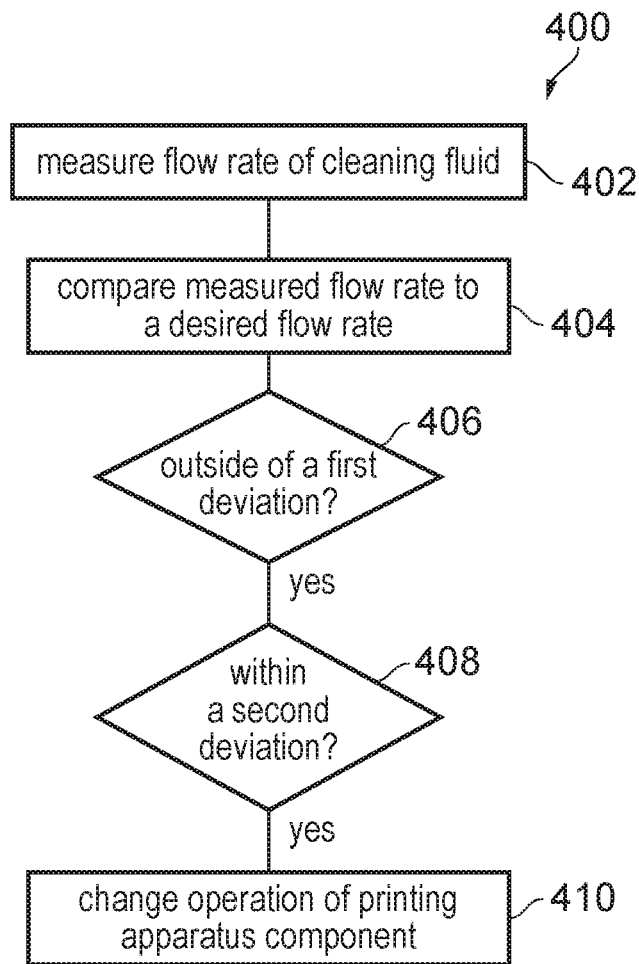 400
measure flow rate of cleaning fluid
402
compare measured flow rate to
a desired flow rate
404
406
outside of a first
deviation?
yes
408
within
a second
deviation?
yes
change operation of printing
apparatus component
410